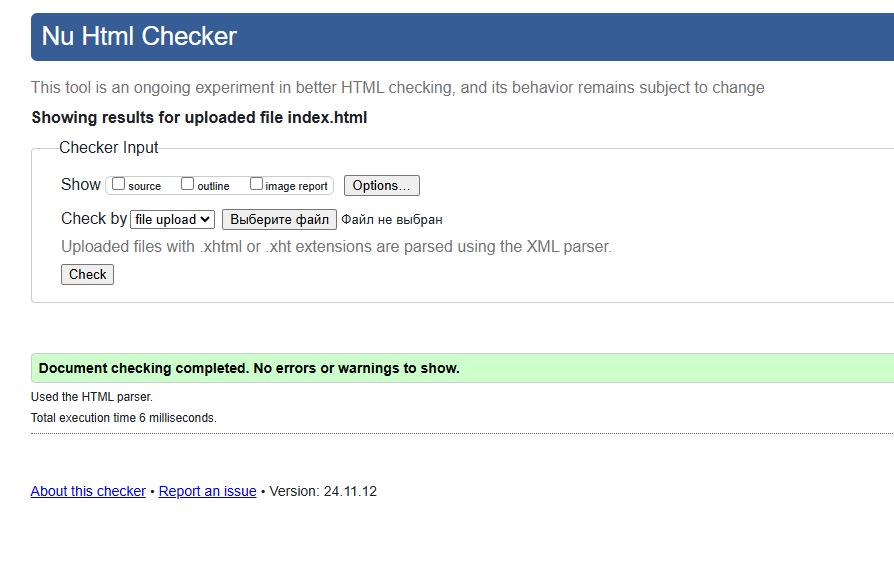 Nu Html Checker
This tool is an ongoing experiment in better HTML checking, and its behavior remains subject to change
Showing results for uploaded file index.html
Checker Input
Show source outline image report Options...
Check by file upload Выберите файл Файл не выбран
Uploaded files with .xhtml or .xht extensions are parsed using the XML parser.
Check
Document checking completed. No errors or warnings to show.
Used the HTML parser.
Total execution time 6 milliseconds.
About this checker • Report an issue • Version: 24.11.12